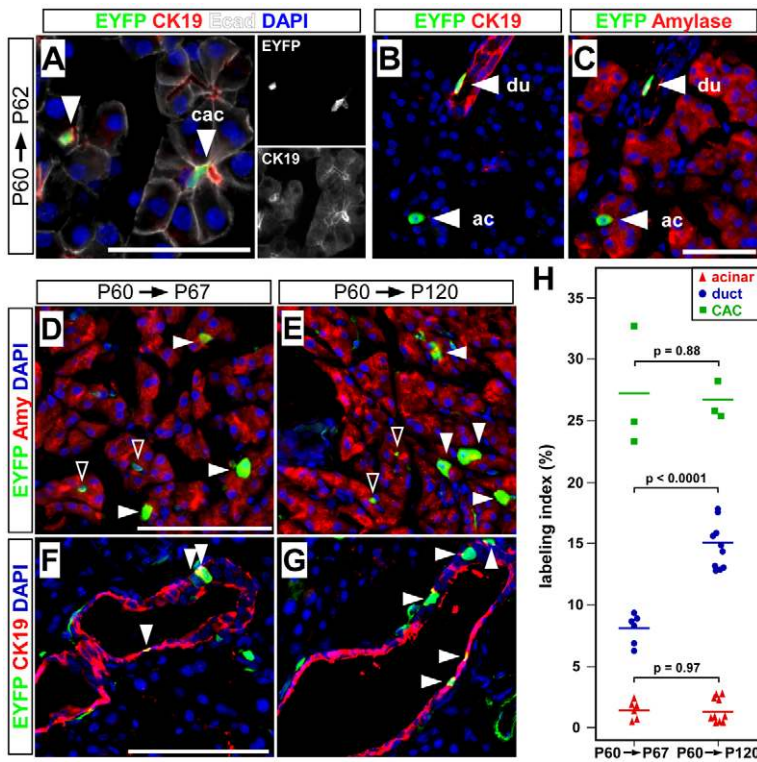 EYFP CK19 Ecad DAPI
EYFP CK19
EYFP Amylase
P60 → P62
A
cac
EYFP
CK19
B
du
ac
C
du
ac
P60 → P67
P60 → P120
EYFP Amy DAPI
D
E
EYFP CK19 DAPI
F
G
H
acinar
duct
CAC
labeling index (%)
35
30
25
20
15
10
5
0
p = 0.88
p < 0.0001
p = 0.97
P60 → P67
P60 → P120